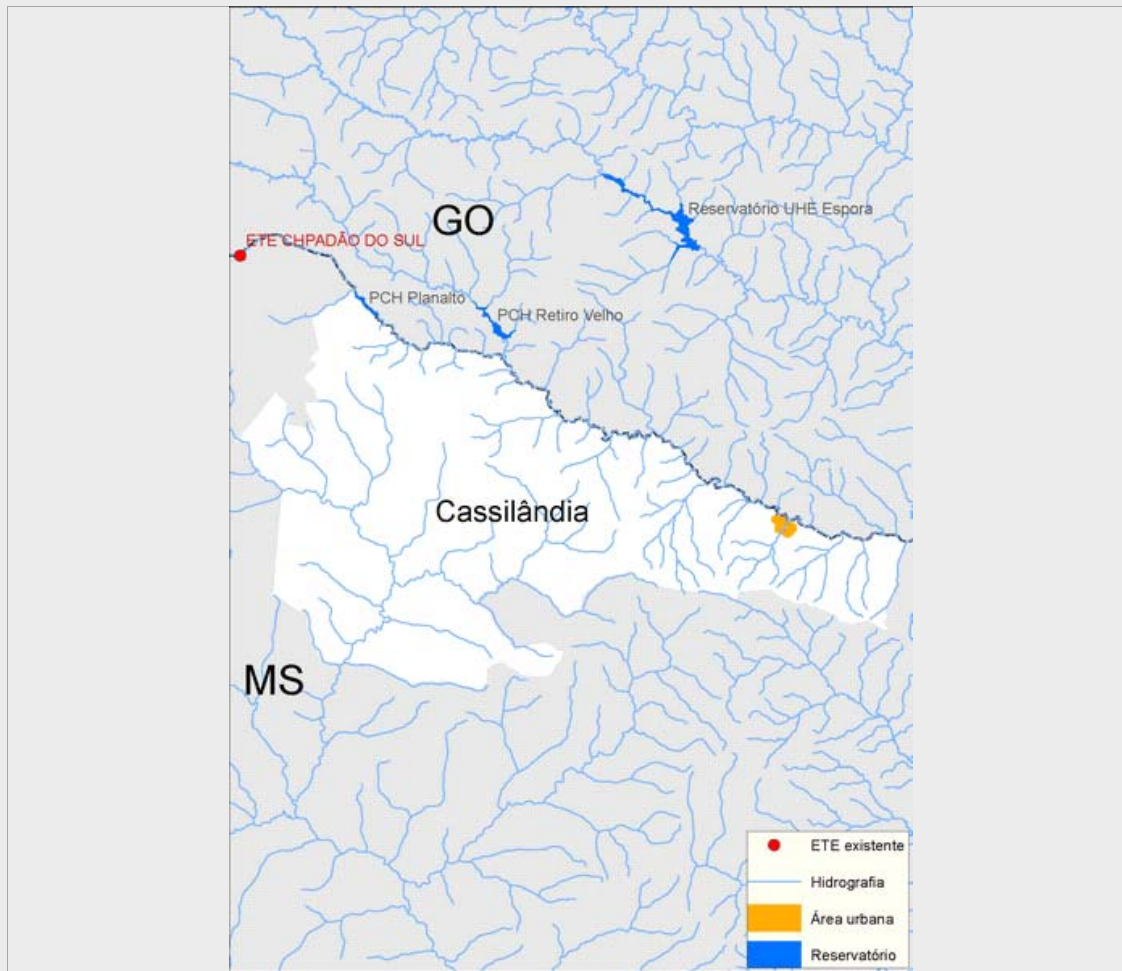 Reservatório UHE Espora
GO
ETE CHPADÃO DO SUL
PCH Planalto
PCH Retiro Velho
Cassilândia
MS
ETE existente
Hidrografia
Área urbana
Reservatório